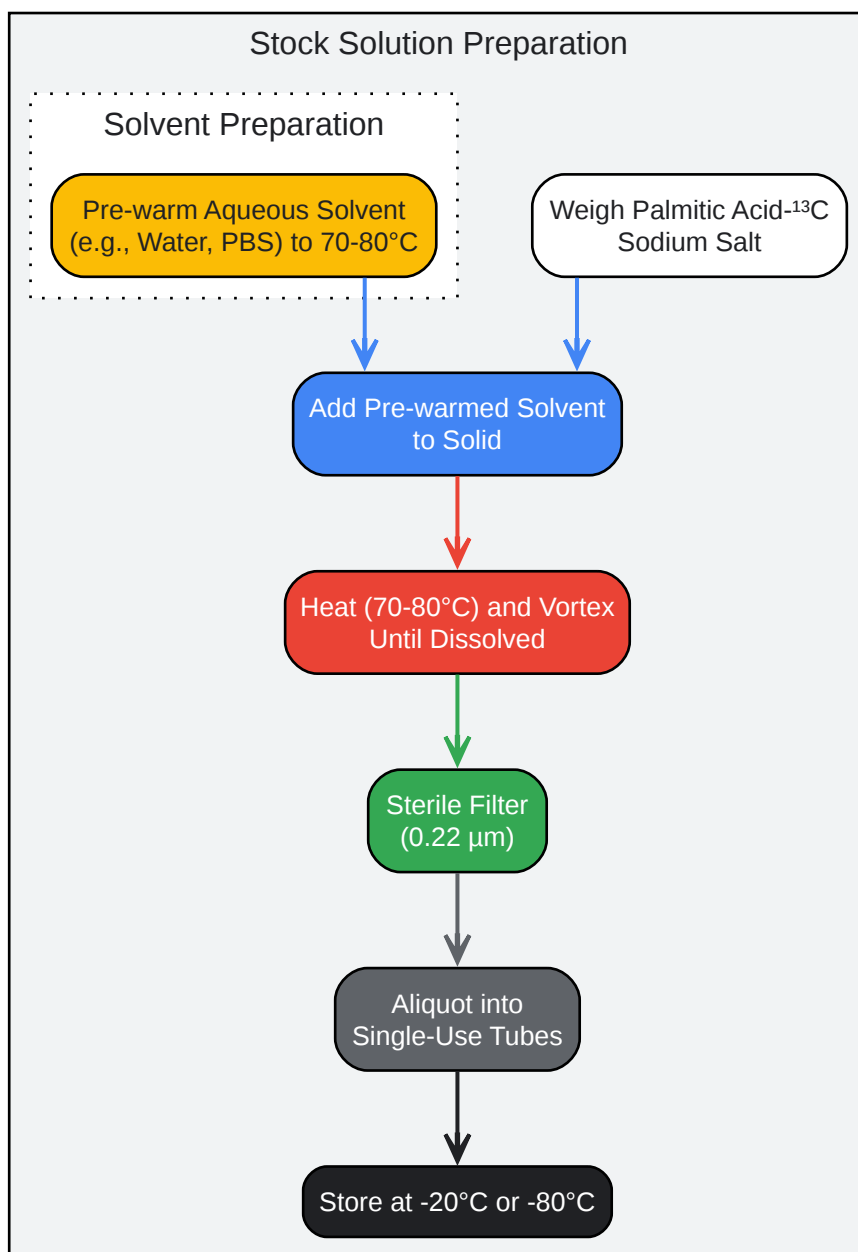 Stock Solution Preparation
Solvent Preparation
Pre-warm Aqueous Solvent
(e.g., Water, PBS) to 70-80°C
Weigh Palmitic Acid-¹³C
Sodium Salt
Add Pre-warmed Solvent
to Solid
Heat (70-80°C) and Vortex
Until Dissolved
Sterile Filter
(0.22 µm)
Aliquot into
Single-Use Tubes
Store at -20°C or -80°C